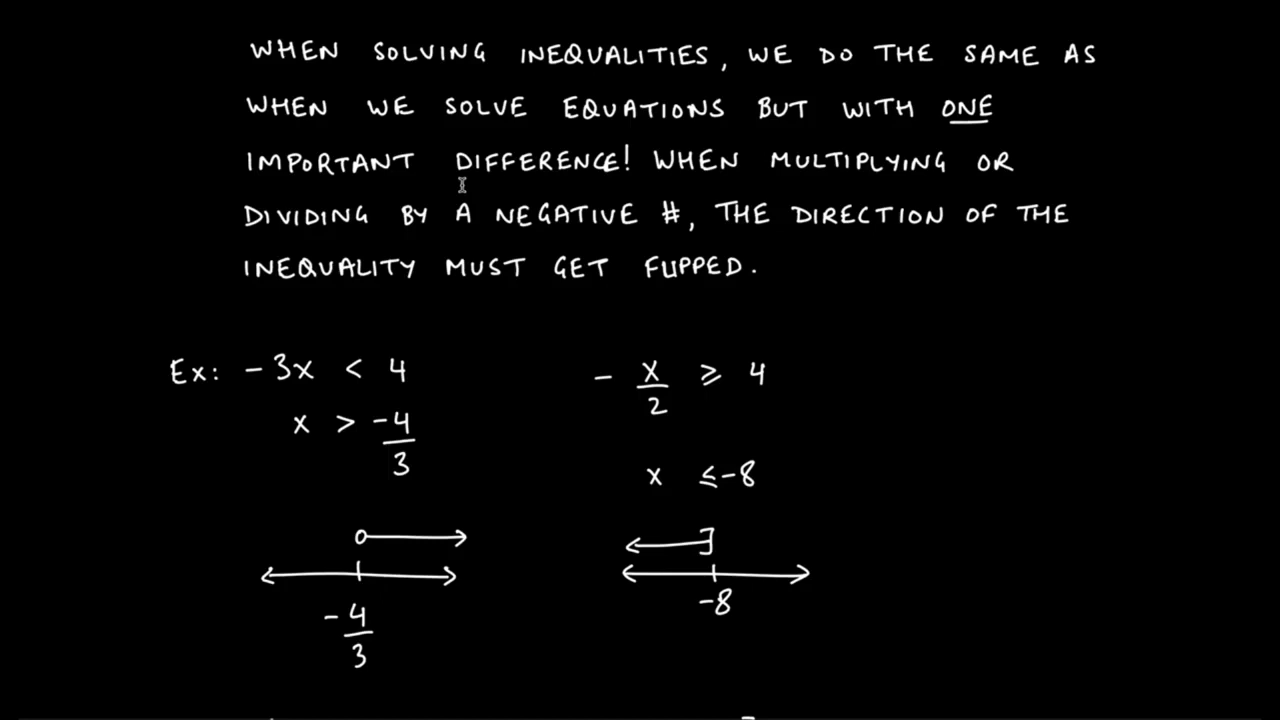 WHEN SOLVING INEQUALITIES, WE DO THE SAME AS
WHEN WE SOLVE EQUATIONS BUT WITH ONE
IMPORTANT DIFFERENCE! WHEN MULTIPLYING OR
DIVIDING BY A NEGATIVE #, THE DIRECTION OF THE
INEQUALITY MUST GET FLIPPED.
Ex: -3x < 4
x > -4/3
-4/3
- x/2 ≥ 4
x ≤ -8
-8